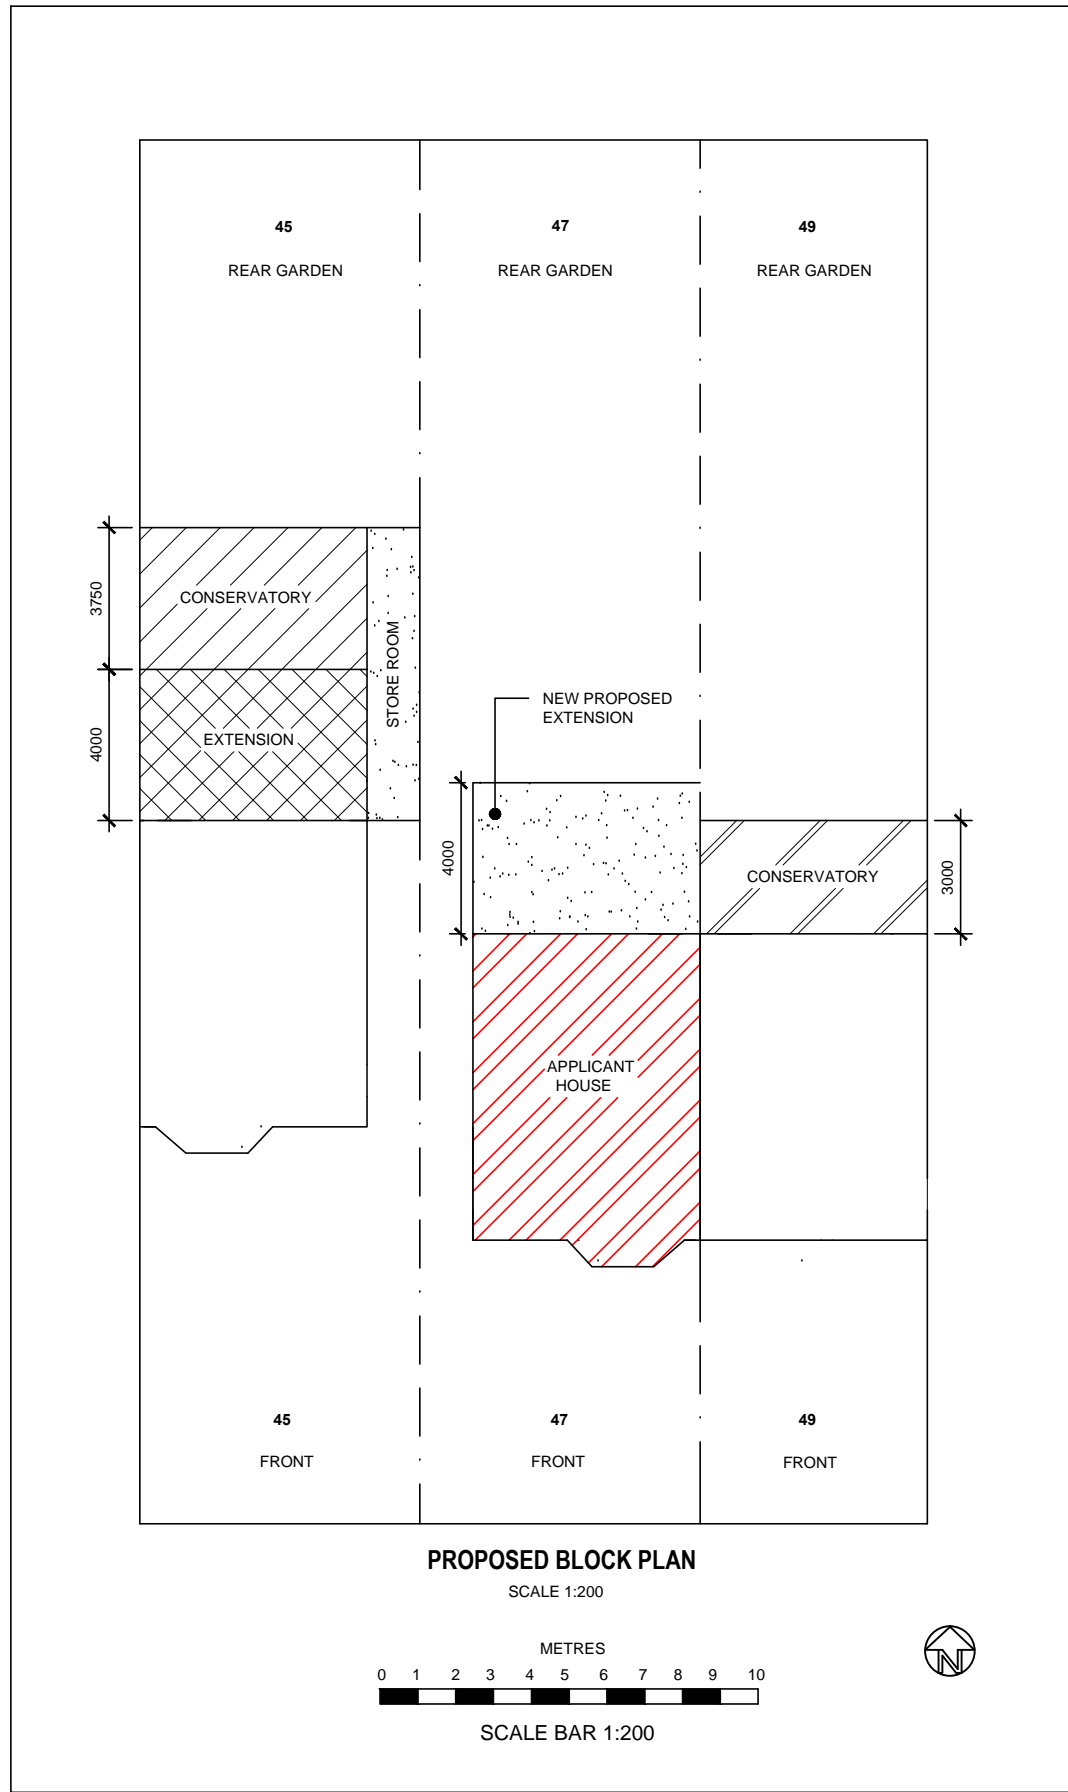 45
47
49
REAR GARDEN
REAR GARDEN
REAR GARDEN
3750
CONSERVATORY
STORE ROOM
4000
EXTENSION
NEW PROPOSED
EXTENSION
4000
CONSERVATORY
3000
APPLICANT
HOUSE
45
47
49
FRONT
FRONT
FRONT
PROPOSED BLOCK PLAN
SCALE 1:200
METRES
0 1 2 3 4 5 6 7 8 9 10
SCALE BAR 1:200
N